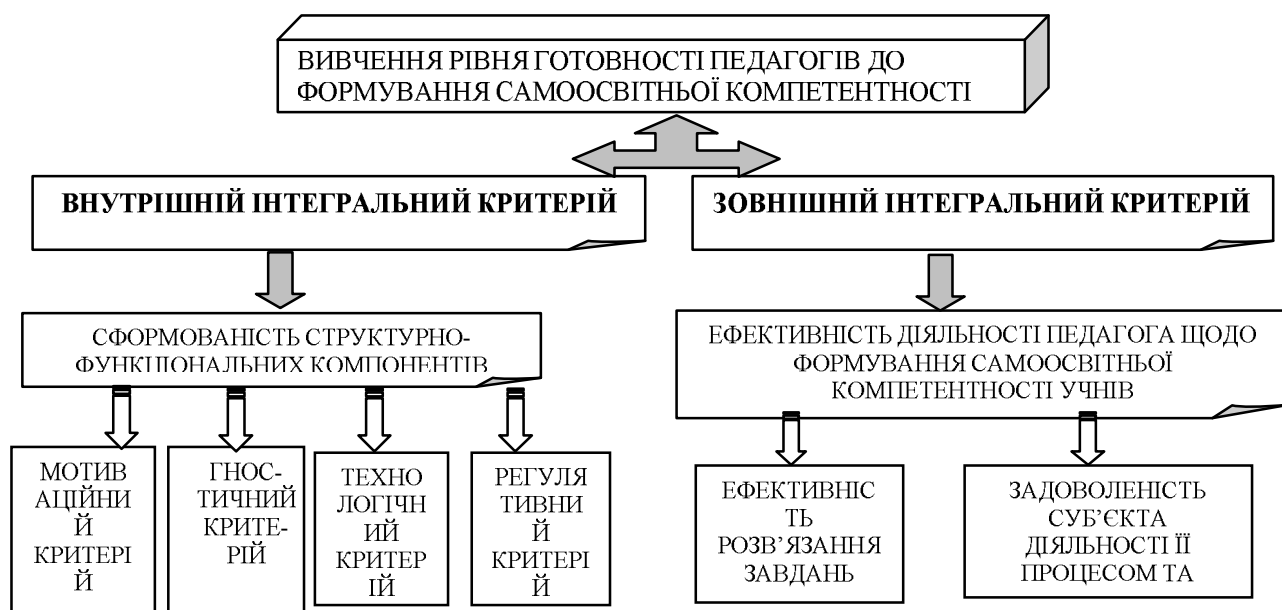 ВИВЧЕННЯ РІВНЯ ГОТОВНОСТІ ПЕДАГОГІВ ДО
ФОРМУВАННЯ САМООСВІТНЬОЇ КОМПЕТЕНТНОСТІ
ВНУТРІШНІЙ ІНТЕГРАЛЬНИЙ КРИТЕРІЙ
ЗОВНІШНІЙ ІНТЕГРАЛЬНИЙ КРИТЕРІЙ
СФОРМОВАНІСТЬ СТРУКТУРНО-
ФУНКЦІОНАЛЬНИХ КОМПОНЕНТІВ
ЕФЕКТИВНІСТЬ ДІЯЛЬНОСТІ ПЕДАГОГА ЩОДО
ФОРМУВАННЯ САМООСВІТНЬОЇ
КОМПЕТЕНТНОСТІ УЧНІВ
МОТИВ
АЦІЙНИ
Й
КРИТЕРІ
Й
ГНОС-
ТИЧНИЙ
КРИТЕ-
РІЙ
ТЕХНО
ЛОГІЧН
ИЙ
КРИТЕР
ІЙ
РЕГУЛЯ
ТИВНИ
Й
КРИТЕРІ
Й
ЕФЕКТИВНІС
ТЬ
РОЗВ’ЯЗАННЯ
ЗАВДАНЬ
ЗАДОВОЛЕНІСТЬ
СУБ’ЄКТА
ДІЯЛЬНОСТІ ЇЇ
ПРОЦЕСОМ ТА